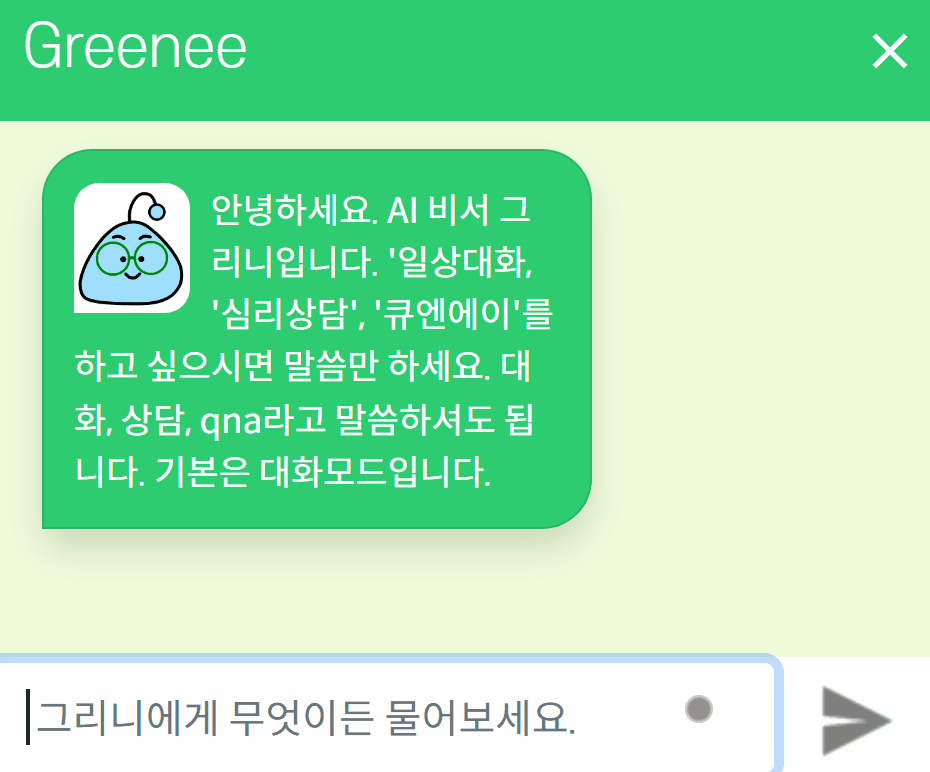 Greenee
안녕하세요. AI 비서 그
리니입니다. '일상대화,
'심리상담', '큐엔에이'를
하고 싶으시면 말씀만 하세요. 대
화, 상담, qna라고 말씀하셔도 됩
니다. 기본은 대화모드입니다.
그리니에게 무엇이든 물어보세요.